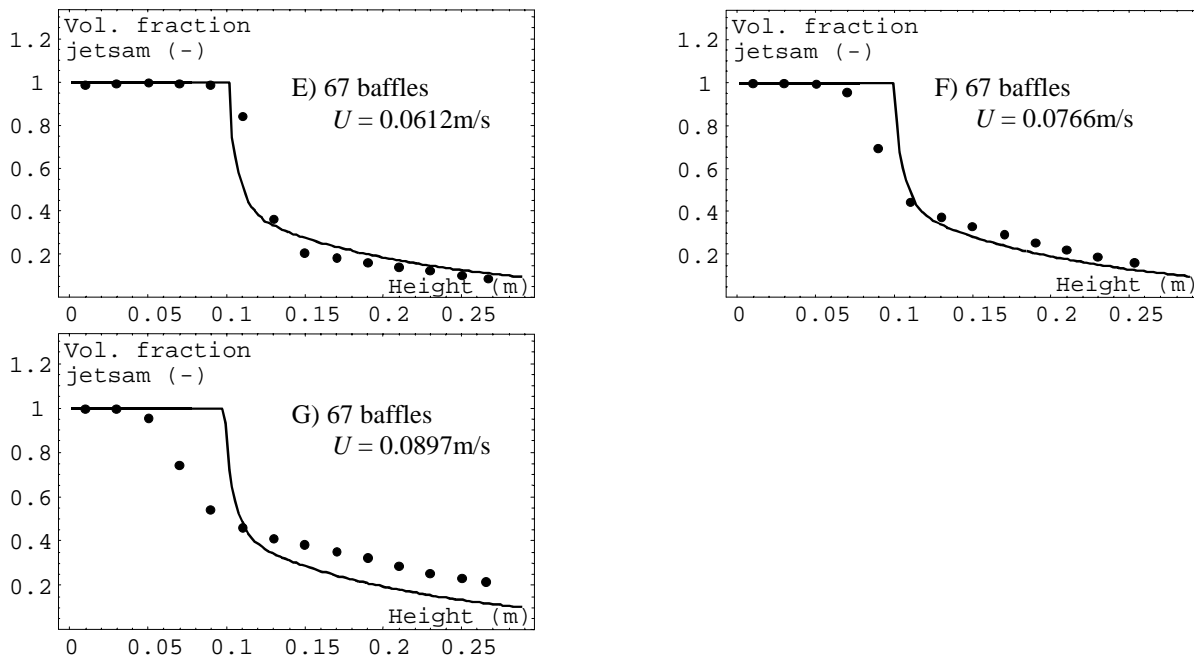 Vol. fraction
jetsam (-)
1.2
1
0.8
0.6
0.4
0.2
E) 67 baffles
U = 0.0612m/s
Height (m)
0 0.05 0.1 0.15 0.2 0.25
Vol. fraction
jetsam (-)
1.2
1
0.8
0.6
0.4
0.2
F) 67 baffles
U = 0.0766m/s
Height (m)
0 0.05 0.1 0.15 0.2 0.25
Vol. fraction
jetsam (-)
1.2
1
0.8
0.6
0.4
0.2
G) 67 baffles
U = 0.0897m/s
Height (m)
0 0.05 0.1 0.15 0.2 0.25